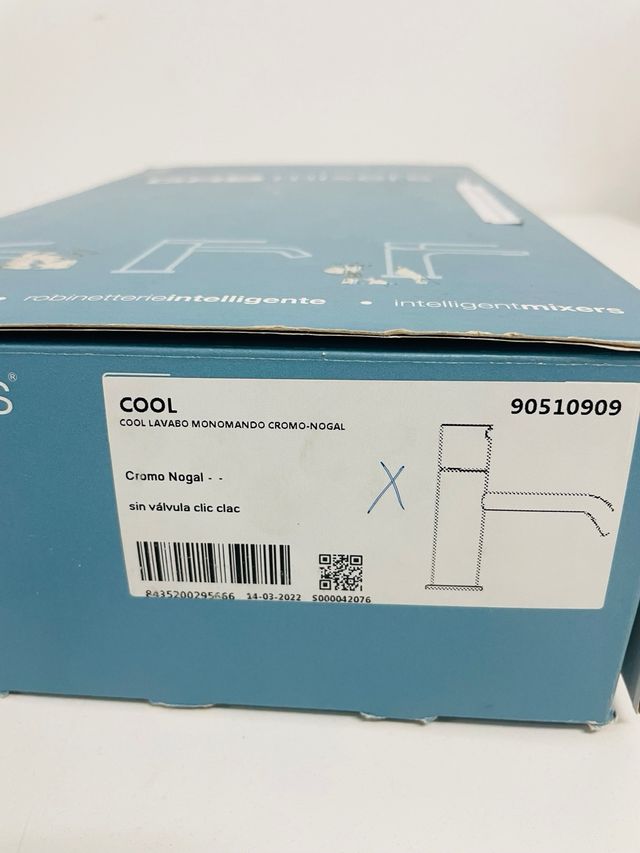 mixers
robinetterieintelligente • intelligentmixers
S®
COOL
90510909
COOL LAVABO MONOMANDO CROMO-NOGAL
Cromo Nogal - -
X
sin válvula clic clac
8435200295666 14-03-2022 S000042076